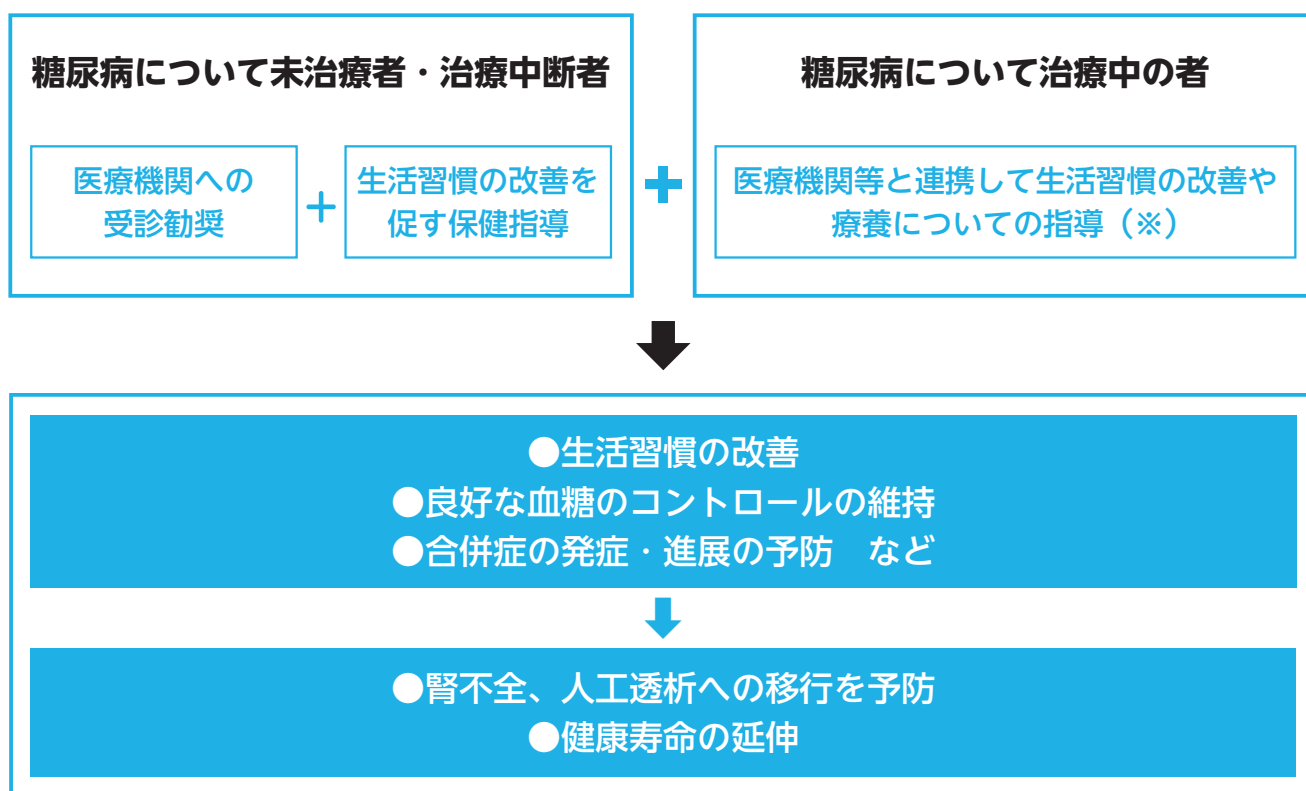 糖尿病について未治療者・治療中断者
医療機関への
受診勧奨
+
生活習慣の改善を
促す保健指導
+
糖尿病について治療中の者
医療機関等と連携して生活習慣の改善や
療養についての指導（※）
●生活習慣の改善
●良好な血糖のコントロールの維持
●合併症の発症・進展の予防　など
●腎不全、人工透析への移行を予防
●健康寿命の延伸